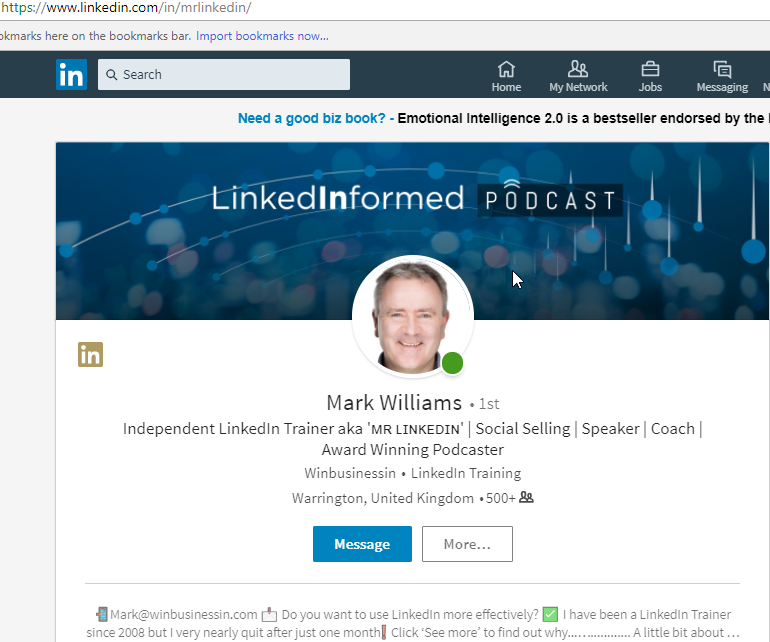 https://www.linkedin.com/in/mrlinkedin/
okmarks here on the bookmarks bar. Import bookmarks now...
in Search Home My Network Jobs Messaging N
Need a good biz book? - Emotional Intelligence 2.0 is a bestseller endorsed by the
LinkedInformed PODCAST
in
Mark Williams • 1st
Independent LinkedIn Trainer aka 'ᴍʀ ʟɪɴᴋᴇᴅɪɴ' | Social Selling | Speaker | Coach |
Award Winning Podcaster
Winbusinessin • LinkedIn Training
Warrington, United Kingdom • 500+
Message More...
📲Mark@winbusinessin.com 📩 Do you want to use LinkedIn more effectively? ✅ I have been a LinkedIn Trainer
since 2008 but I very nearly quit after just one month❗ Click ‘See more’ to find out why................. A little bit about …